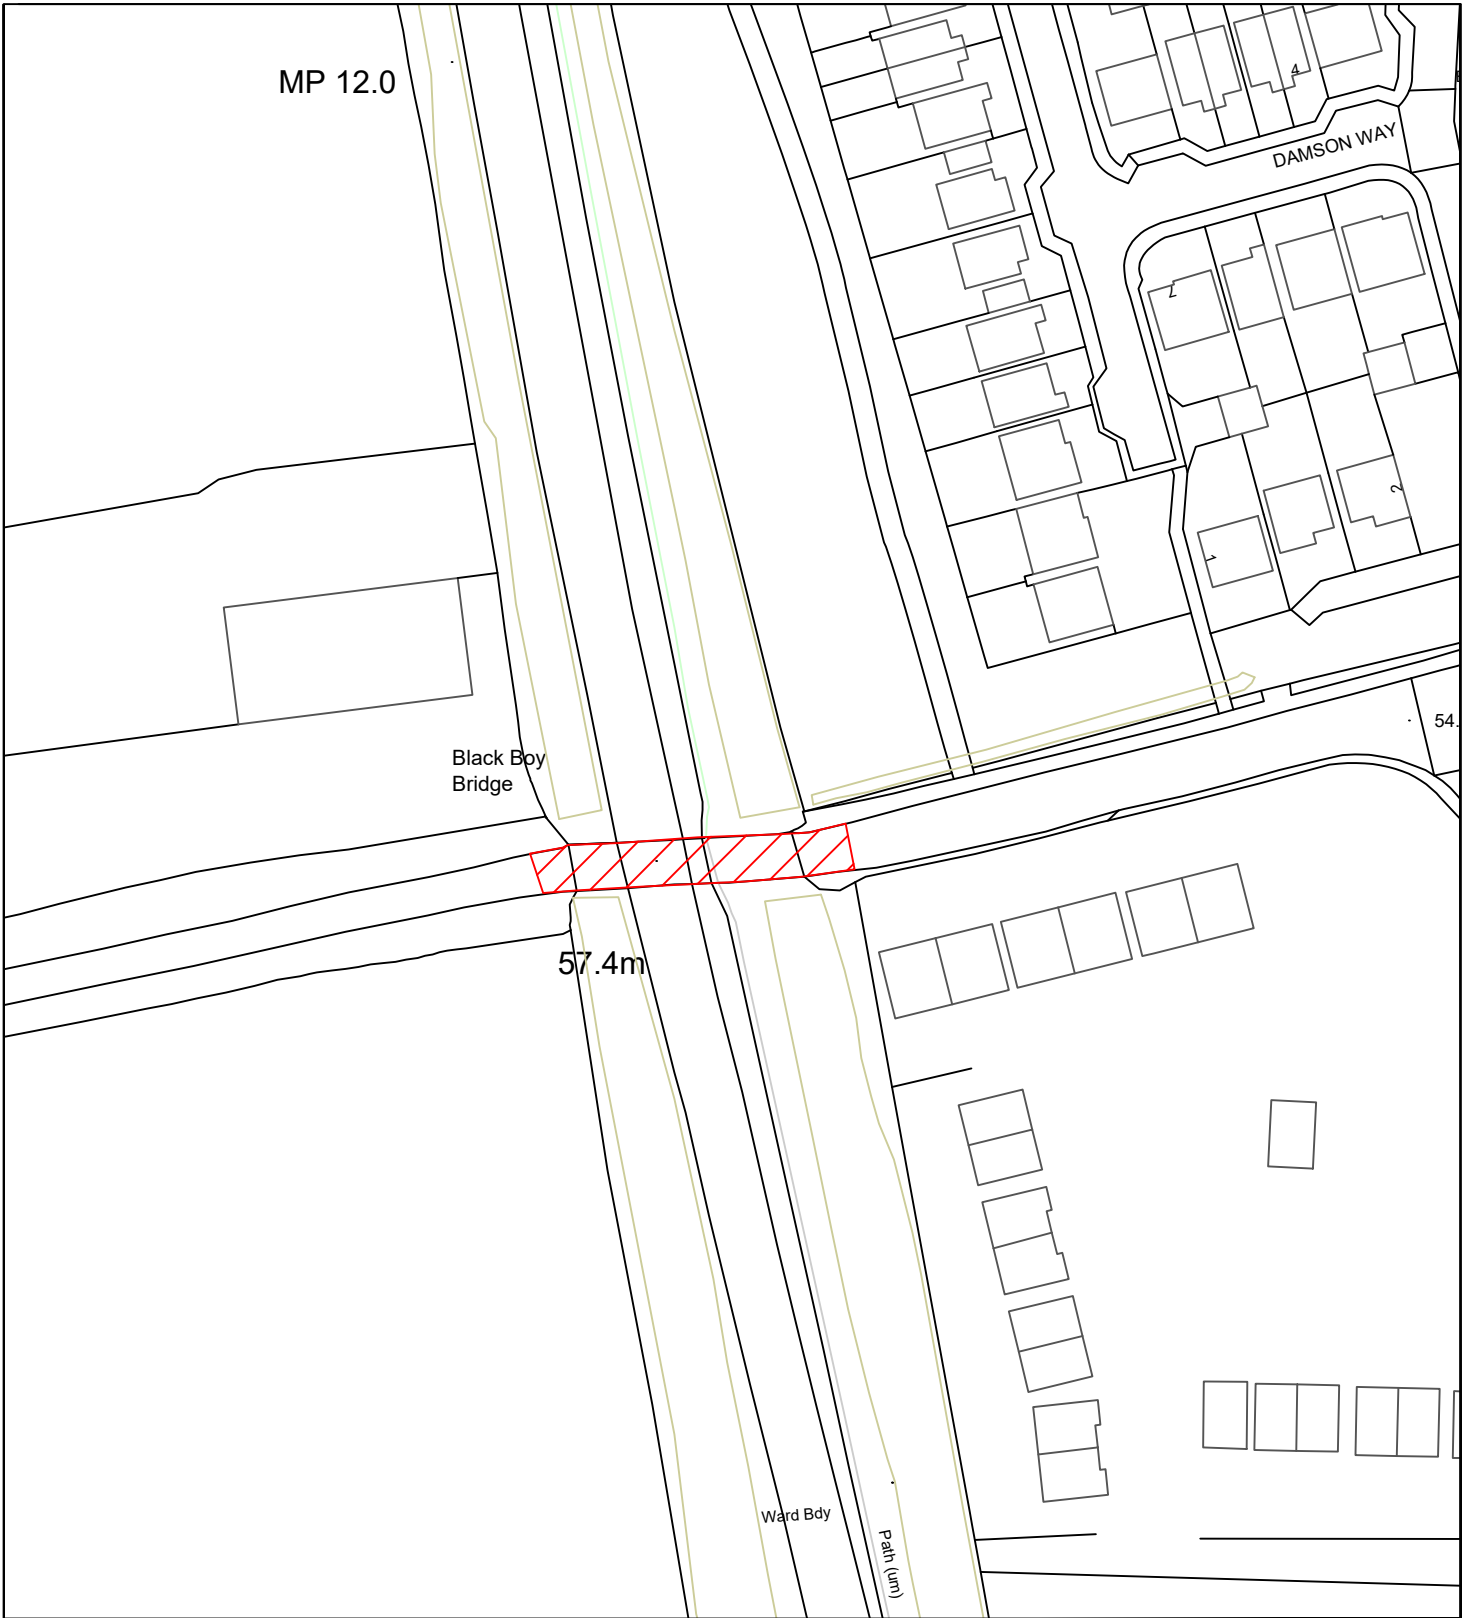 MP 12.0
4
DAMSON WAY
7
2
1
54.
Black Boy
Bridge
57.4m
Ward Bdy
Path (um)